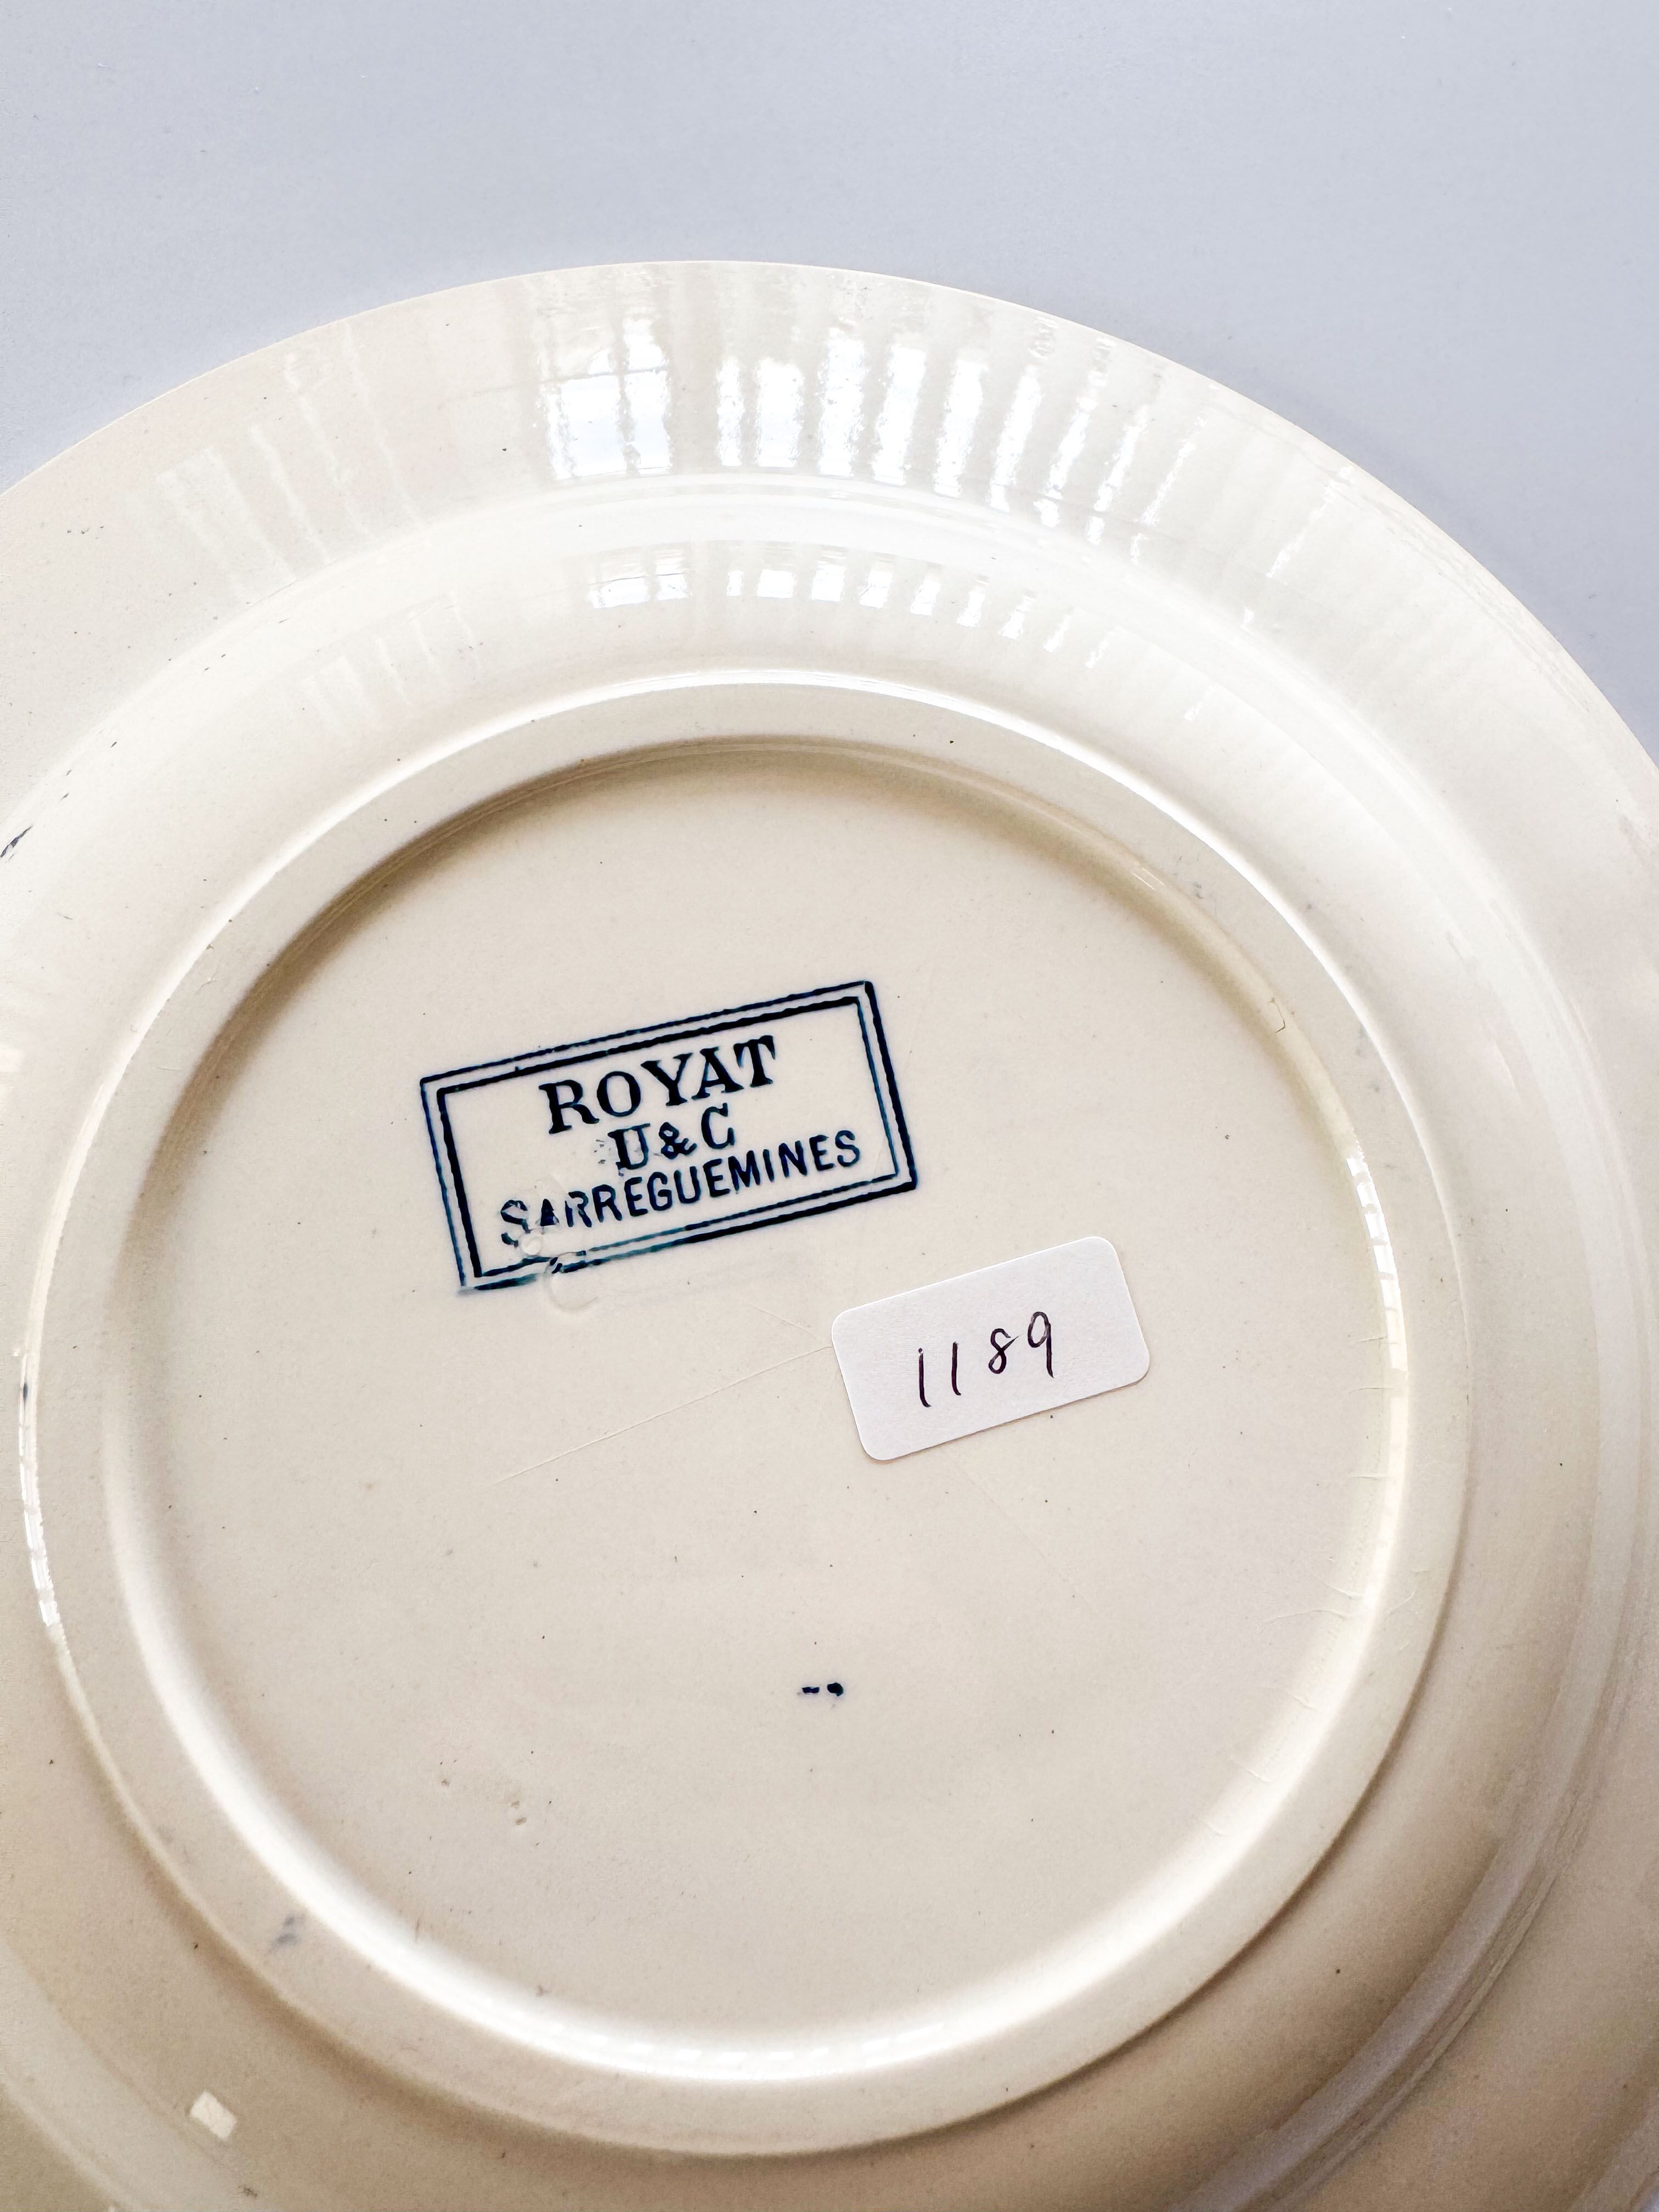 ROYAT
U&C
SARREGUEMINES
1189